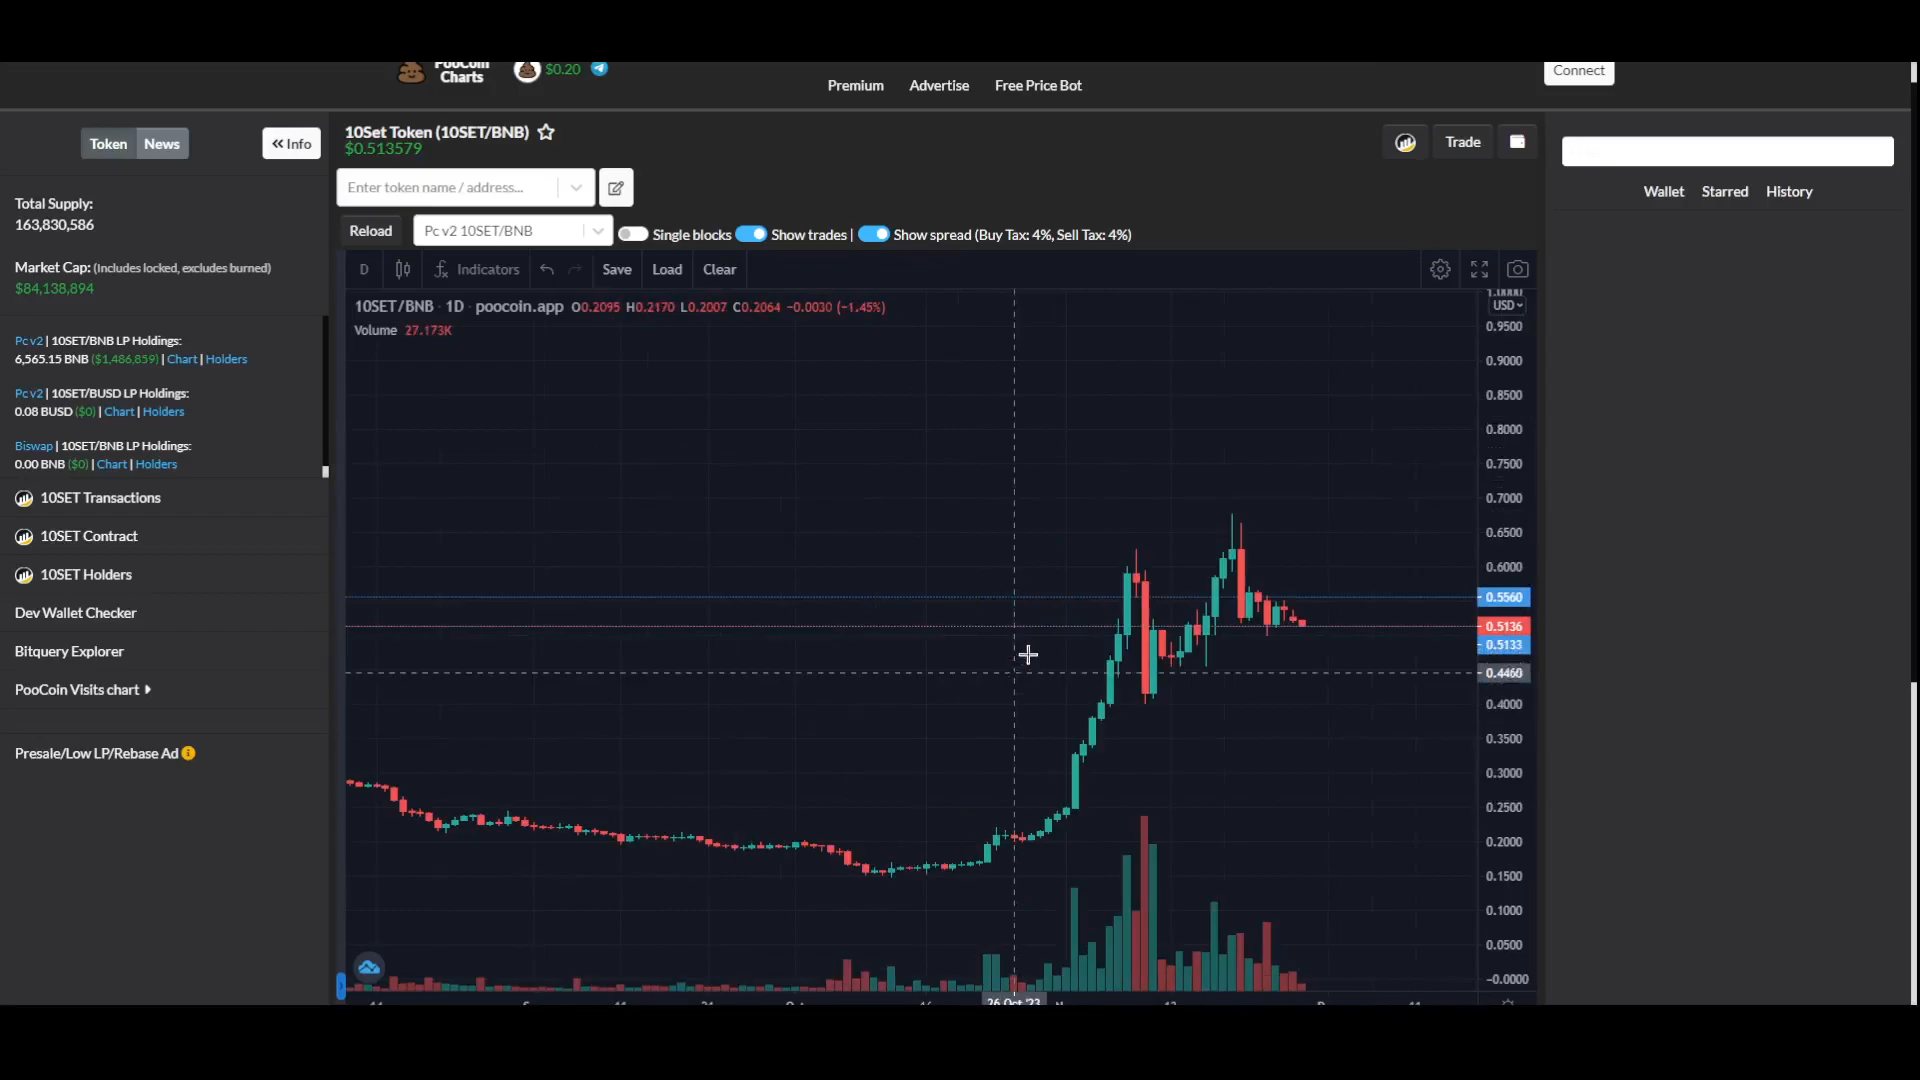 PooCoin
Charts
$0.20
Premium
Advertise
Free Price Bot
Connect
Token
News
Info
10Set Token (10SET/BNB)
$0.513579
Trade
Enter token name / address...
Wallet
Starred
History
Total Supply:
163,830,586
Reload
Pc v2 10SET/BNB
Single blocks
Show trades |
Show spread (Buy Tax: 4%, Sell Tax: 4%)
Market Cap: (Includes locked, excludes burned)
$84,138,894
D
Indicators
Save
Load
Clear
10SET/BNB · 1D · poocoin.app O0.2095 H0.2170 L0.2007 C0.2064 −0.0030 (−1.45%)
Volume 27.173K
Pc v2 | 10SET/BNB LP Holdings:
6,565.15 BNB ($1,486,859) | Chart | Holders
Pc v2 | 10SET/BUSD LP Holdings:
0.08 BUSD ($0) | Chart | Holders
Biswap | 10SET/BNB LP Holdings:
0.00 BNB ($0) | Chart | Holders
10SET Transactions
10SET Contract
10SET Holders
Dev Wallet Checker
Bitquery Explorer
PooCoin Visits chart
Presale/Low LP/Rebase Ad
1.0000
USD
0.9500
0.9000
0.8500
0.8000
0.7500
0.7000
0.6500
0.6000
0.5560
0.5136
0.5133
0.4460
0.4000
0.3500
0.3000
0.2500
0.2000
0.1500
0.1000
0.0500
−0.0000
26 Oct '23